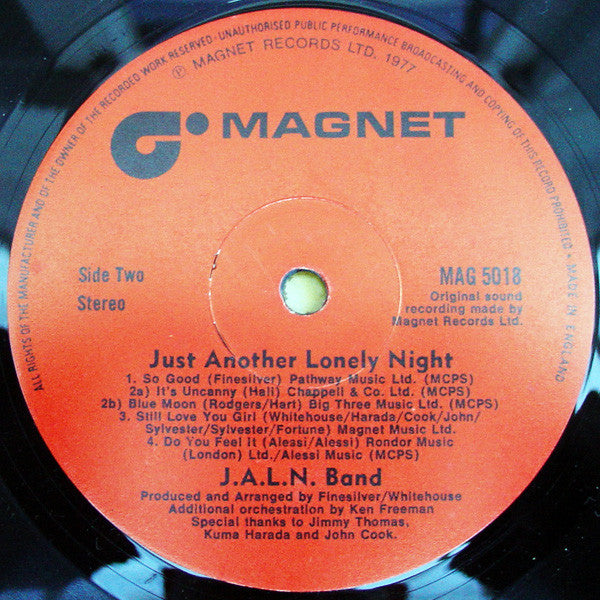 ALL RIGHTS OF THE MANUFACTURER AND OF THE OWNER OF THE RECORDED WORK RESERVED · UNAUTHORISED PUBLIC PERFORMANCE BROADCASTING AND COPYING OF THIS RECORD PROHIBITED • MADE IN ENGLAND
℗ MAGNET RECORDS LTD. 1977
MAGNET
Side Two
Stereo
MAG 5018
Original sound
recording made by
Magnet Records Ltd.
Just Another Lonely Night
1. So Good (Finesilver) Pathway Music Ltd. (MCPS)
2a) It's Uncanny (Hall) Chappell & Co. Ltd. (MCPS)
2b) Blue Moon (Rodgers/Hart) Big Three Music Ltd. (MCPS)
3. Still Love You Girl (Whitehouse/Harada/Cook/John/
Sylvester/Sylvester/Fortune) Magnet Music Ltd.
4. Do You Feel It (Alessi/Alessi) Rondor Music
(London) Ltd./Alessi Music (MCPS)
J.A.L.N. Band
Produced and Arranged by Finesilver/Whitehouse
Additional orchestration by Ken Freeman
Special thanks to Jimmy Thomas,
Kuma Harada and John Cook.